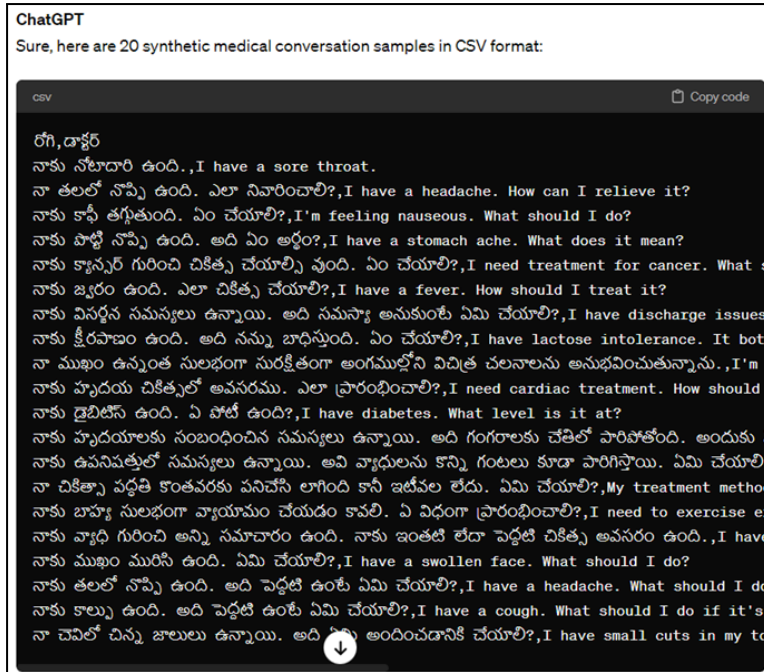 ChatGPT
Sure, here are 20 synthetic medical conversation samples in CSV format:
csv Copy code
రోగి,డాక్టర్
నాకు నోటాదారి ఉంది.,I have a sore throat.
నా తలలో నొప్పి ఉంది. ఎలా నివారించాలి?,I have a headache. How can I relieve it?
నాకు కాఫీ తగ్గుతుంది. ఏం చేయాలి?,I'm feeling nauseous. What should I do?
నాకు పొట్టి నొప్పి ఉంది. అది ఏం అర్థం?,I have a stomach ache. What does it mean?
నాకు క్యాన్సర్ గురించి చికిత్స చేయాల్సి వుంది. ఏం చేయాలి?,I need treatment for cancer. What s
నాకు జ్వరం ఉంది. ఎలా చికిత్స చేయాలి?,I have a fever. How should I treat it?
నాకు విసర్జన సమస్యలు ఉన్నాయి. అది సమస్యా అనుకుంటే ఏమి చేయాలి?,I have discharge issues
నాకు క్షీరపాణం ఉంది. అది నన్ను బాధిస్తుంది. ఏం చేయాలి?,I have lactose intolerance. It bot
నా ముఖం ఉన్నంత సులభంగా సురక్షితంగా అంగముల్లోని విచిత్ర చలనాలను అనుభవించుతున్నాను.,I'm
నాకు హృదయ చికిత్సలో అవసరము. ఎలా ప్రారంభించాలి?,I need cardiac treatment. How should
నాకు డైబిటిస్ ఉంది. ఏ పోటీ ఉంది?,I have diabetes. What level is it at?
నాకు హృదయాలకు సంబంధించిన సమస్యలు ఉన్నాయి. అది గంగరాలకు చేతిలో పారిపోతోంది. అందుకు
నాకు ఉపనిషత్తులో సమస్యలు ఉన్నాయి. అవి వ్యాధులను కొన్ని గంటలు కూడా పారిగిస్తాయి. ఏమి చేయాలి
నా చికిత్సా పద్ధతి కొంతవరకు పనిచేసి లాగింది కానీ ఇటీవల లేదు. ఏమి చేయాలి?,My treatment metho
నాకు బాహ్య సులభంగా వ్యాయామం చేయడం కావలి. ఏ విధంగా ప్రారంభించాలి?,I need to exercise e
నాకు వ్యాధి గురించి అన్ని సమాచారం ఉంది. నాకు ఇంతటి లేదా పెద్దటి చికిత్స అవసరం ఉంది.,I hav
నాకు ముఖం మురిసి ఉంది. ఏమి చేయాలి?,I have a swollen face. What should I do?
నాకు తలలో నొప్పి ఉంది. అది పెద్దటి ఉంటే ఏమి చేయాలి?,I have a headache. What should I do
నాకు కాల్పు ఉంది. అది పెద్దటి ఉంటే ఏమి చేయాలి?,I have a cough. What should I do if it's
నా చెవిలో చిన్న జాలులు ఉన్నాయి. అది అందించడానికి చేయాలి?,I have small cuts in my to